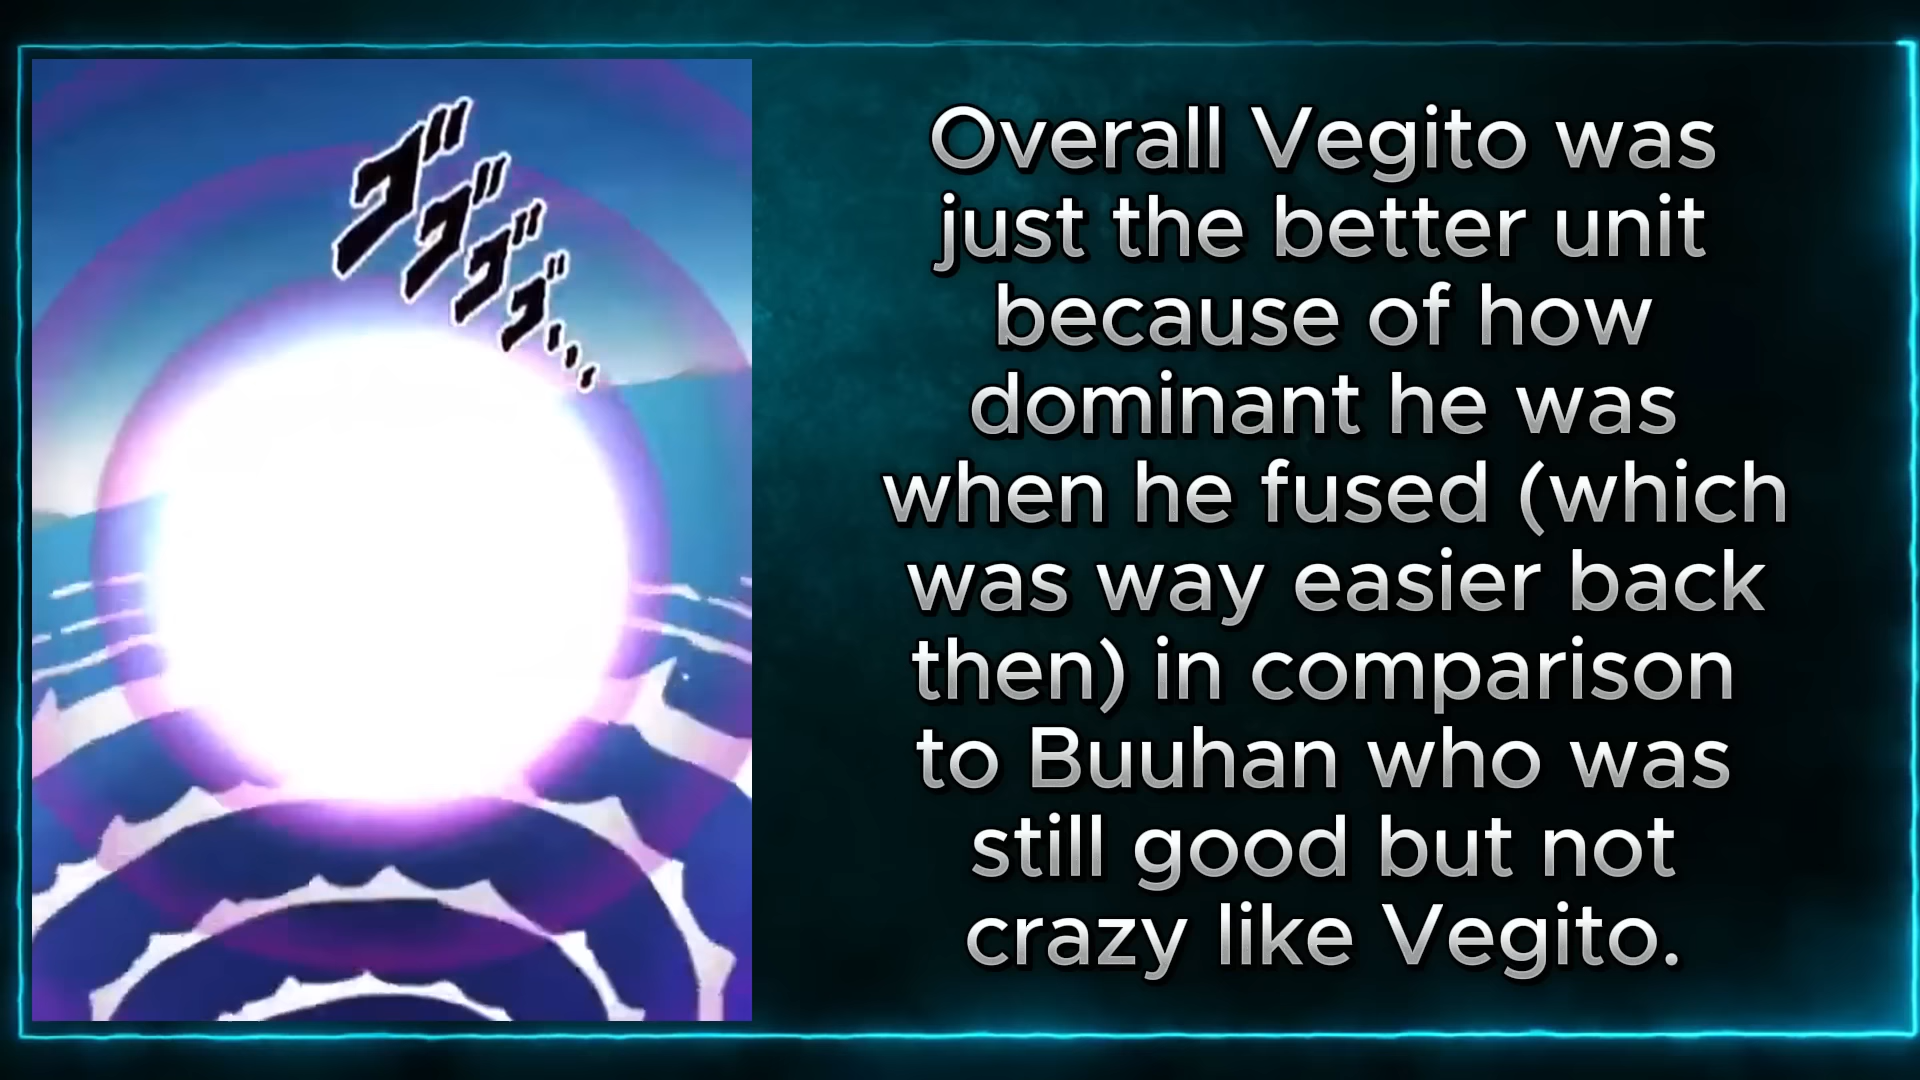 ゴゴゴゴ...
Overall Vegito was
just the better unit
because of how
dominant he was
when he fused (which
was way easier back
then) in comparison
to Buuhan who was
still good but not
crazy like Vegito.